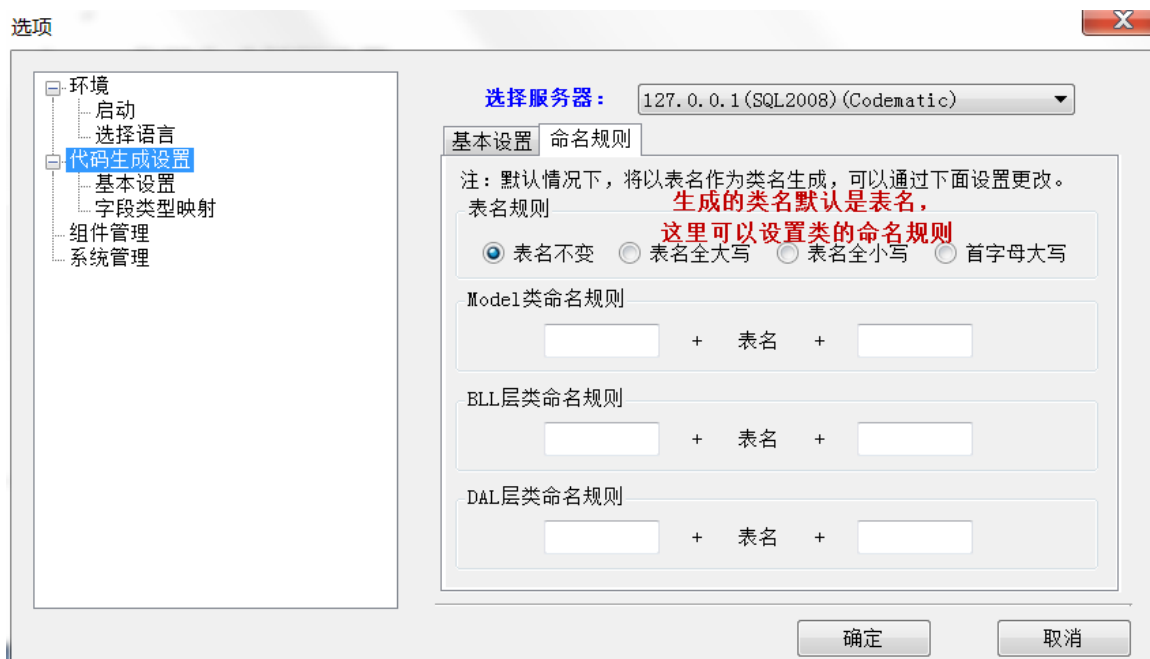 选项
环境
启动
选择语言
代码生成设置
基本设置
字段类型映射
组件管理
系统管理
选择服务器：
127.0.0.1(SQL2008)(Codematic)
基本设置
命名规则
注：默认情况下，将以表名作为类名生成，可以通过下面设置更改。
生成的类名默认是表名，
表名规则
这里可以设置类的命名规则
表名不变
表名全大写
表名全小写
首字母大写
Model类命名规则
+ 表名 +
BLL层类命名规则
+ 表名 +
DAL层类命名规则
+ 表名 +
确定
取消